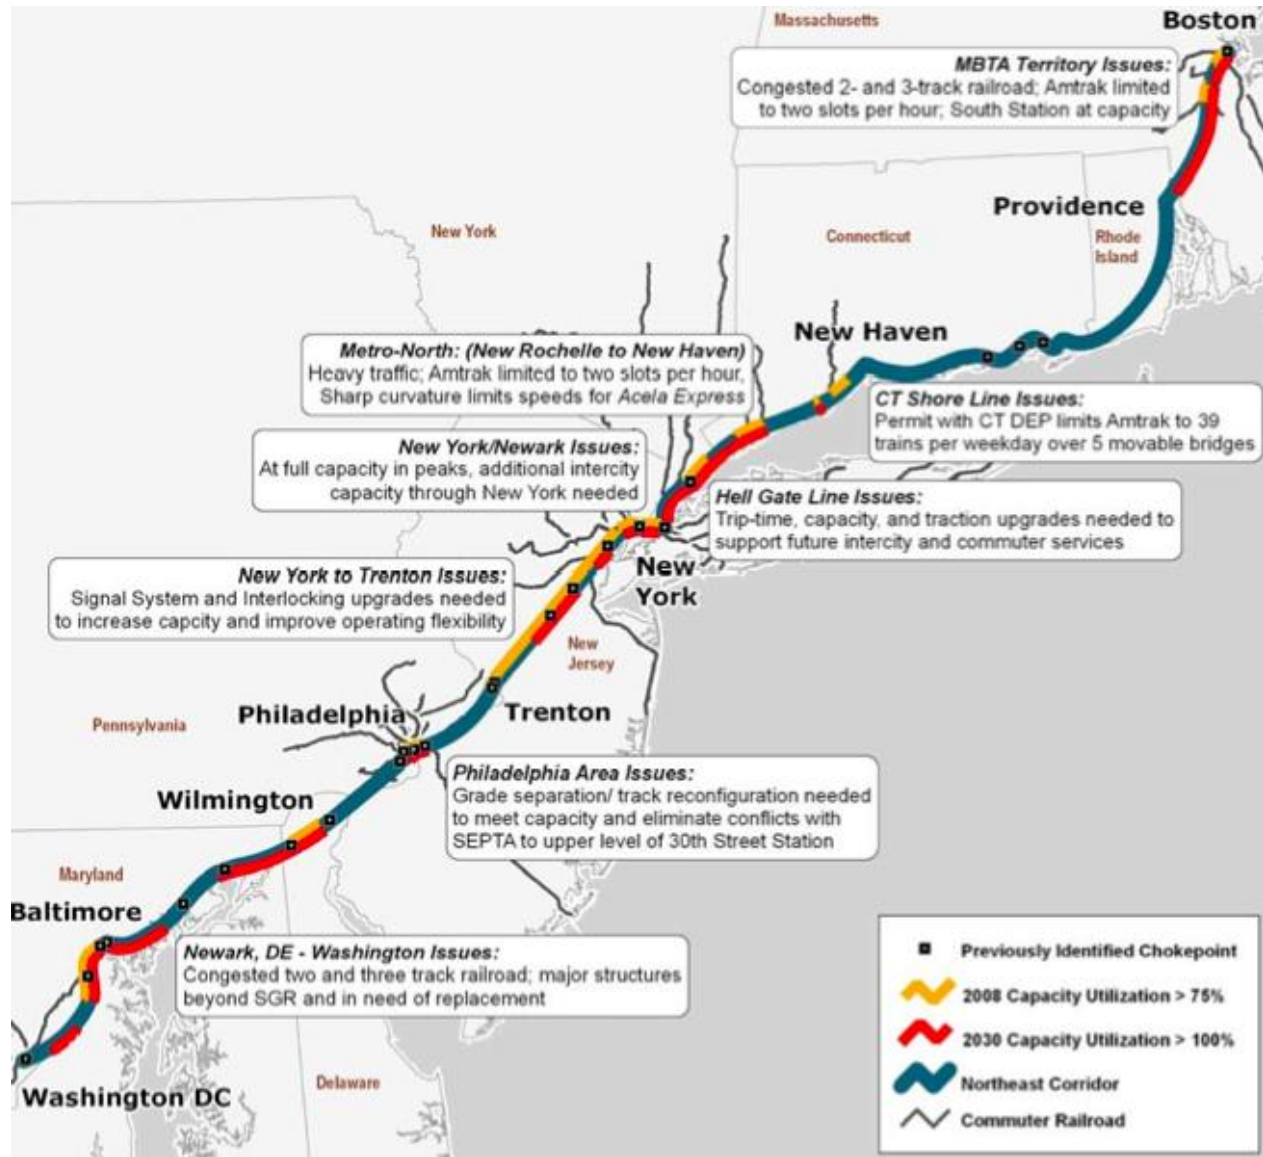 Massachusetts
Boston
MBTA Territory Issues:
Congested 2- and 3-track railroad; Amtrak limited
to two slots per hour; South Station at capacity
Providence
New York
Connecticut
Rhode
Island
New Haven
Metro-North: (New Rochelle to New Haven)
Heavy traffic; Amtrak limited to two slots per hour,
Sharp curvature limits speeds for Acela Express
CT Shore Line Issues:
Permit with CT DEP limits Amtrak to 39
trains per weekday over 5 movable bridges
New York/Newark Issues:
At full capacity in peaks, additional intercity
capacity through New York needed
Hell Gate Line Issues:
Trip-time, capacity, and traction upgrades needed to
support future intercity and commuter services
New
York
New York to Trenton Issues:
Signal System and Interlocking upgrades needed
to increase capcity and improve operating flexibility
New
Jersey
Trenton
Philadelphia
Pennsylvania
Philadelphia Area Issues:
Grade separation/ track reconfiguration needed
to meet capacity and eliminate conflicts with
SEPTA to upper level of 30th Street Station
Wilmington
Maryland
Baltimore
Newark, DE - Washington Issues:
Congested two and three track railroad; major structures
beyond SGR and in need of replacement
Delaware
Washington DC
Previously Identified Chokepoint
2008 Capacity Utilization > 75%
2030 Capacity Utilization > 100%
Northeast Corridor
Commuter Railroad